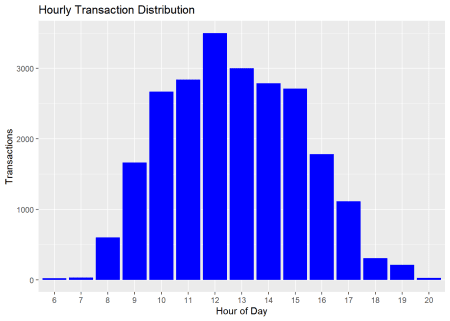 Hourly Transaction Distribution
Transactions
3000
2000
1000
0
6 7 8 9 10 11 12 13 14 15 16 17 18 19 20
Hour of Day